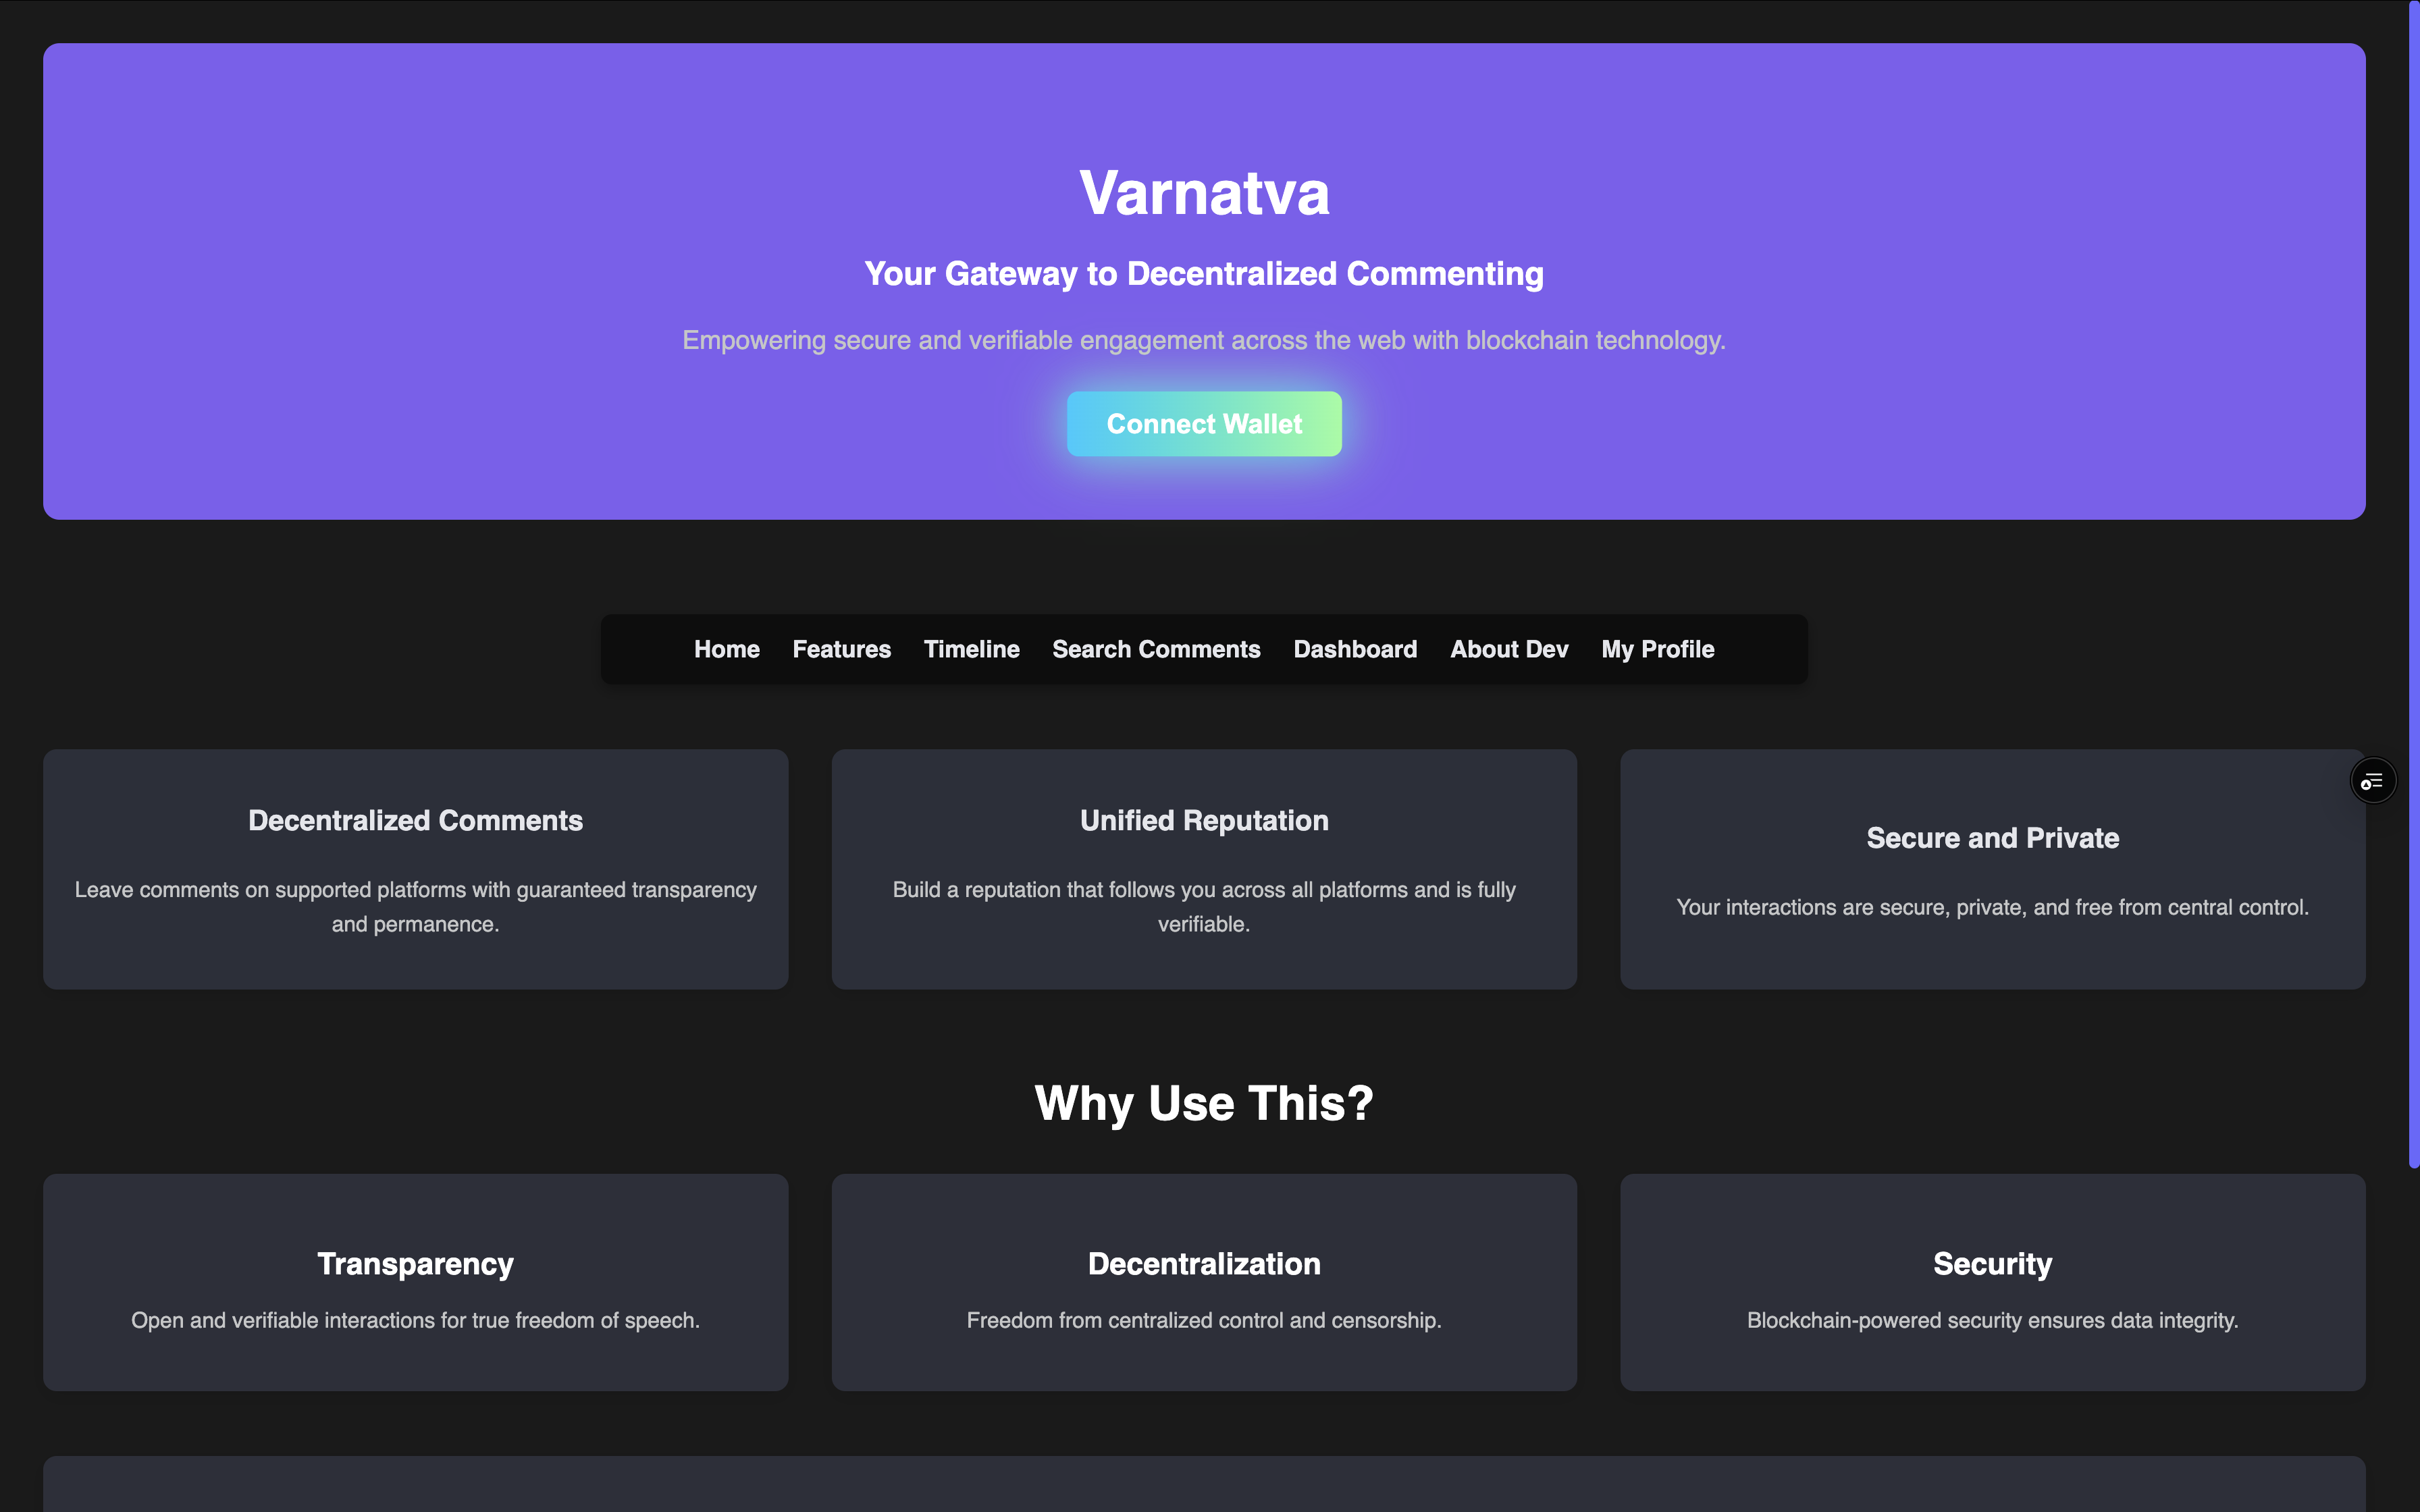 Varnatva
Your Gateway to Decentralized Commenting
Empowering secure and verifiable engagement across the web with blockchain technology.
Connect Wallet
Home Features Timeline Search Comments Dashboard About Dev My Profile
Decentralized Comments
Leave comments on supported platforms with guaranteed transparency
and permanence.
Unified Reputation
Build a reputation that follows you across all platforms and is fully
verifiable.
Secure and Private
Your interactions are secure, private, and free from central control.
Why Use This?
Transparency
Open and verifiable interactions for true freedom of speech.
Decentralization
Freedom from centralized control and censorship.
Security
Blockchain-powered security ensures data integrity.